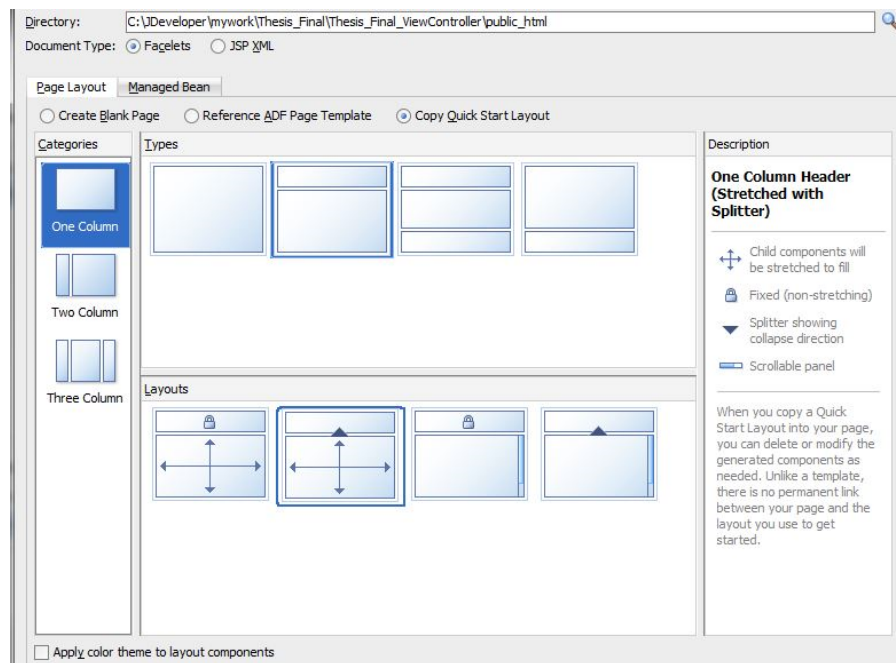 Directory: C:\JDeveloper\mywork\Thesis_Final\Thesis_Final_ViewController\public_html
Document Type: Facelets JSP XML
Page Layout Managed Bean
Create Blank Page Reference ADF Page Template Copy Quick Start Layout
Categories
One Column
Two Column
Three Column
Types
Layouts
Description
One Column Header
(Stretched with
Splitter)
Child components will
be stretched to fill
Fixed (non-stretching)
Splitter showing
collapse direction
Scrollable panel
When you copy a Quick
Start Layout into your page,
you can delete or modify the
generated components as
needed. Unlike a template,
there is no permanent link
between your page and the
layout you use to get
started.
Apply color theme to layout components